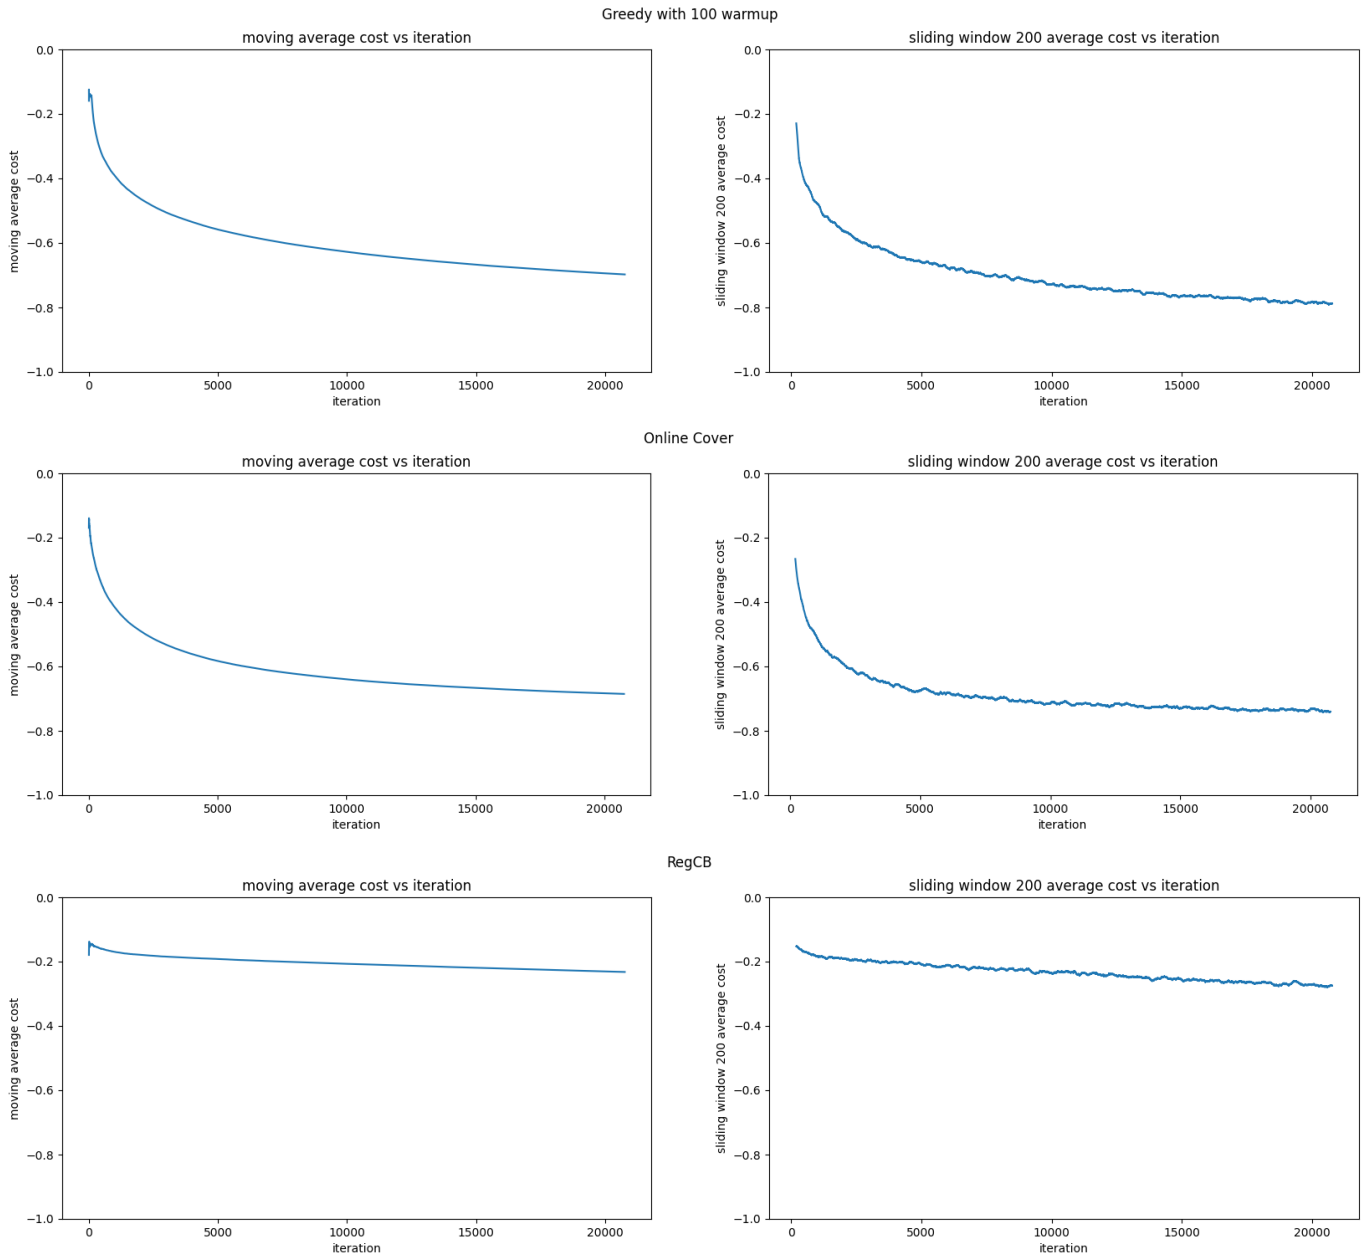 Greedy with 100 warmup
moving average cost vs iteration
moving average cost
0.0
−0.2
−0.4
−0.6
−0.8
−1.0
0 5000 10000 15000 20000
iteration
sliding window 200 average cost vs iteration
sliding window 200 average cost
0.0
−0.2
−0.4
−0.6
−0.8
−1.0
0 5000 10000 15000 20000
iteration
Online Cover
moving average cost vs iteration
moving average cost
0.0
−0.2
−0.4
−0.6
−0.8
−1.0
0 5000 10000 15000 20000
iteration
sliding window 200 average cost vs iteration
sliding window 200 average cost
0.0
−0.2
−0.4
−0.6
−0.8
−1.0
0 5000 10000 15000 20000
iteration
RegCB
moving average cost vs iteration
moving average cost
0.0
−0.2
−0.4
−0.6
−0.8
−1.0
0 5000 10000 15000 20000
iteration
sliding window 200 average cost vs iteration
sliding window 200 average cost
0.0
−0.2
−0.4
−0.6
−0.8
−1.0
0 5000 10000 15000 20000
iteration